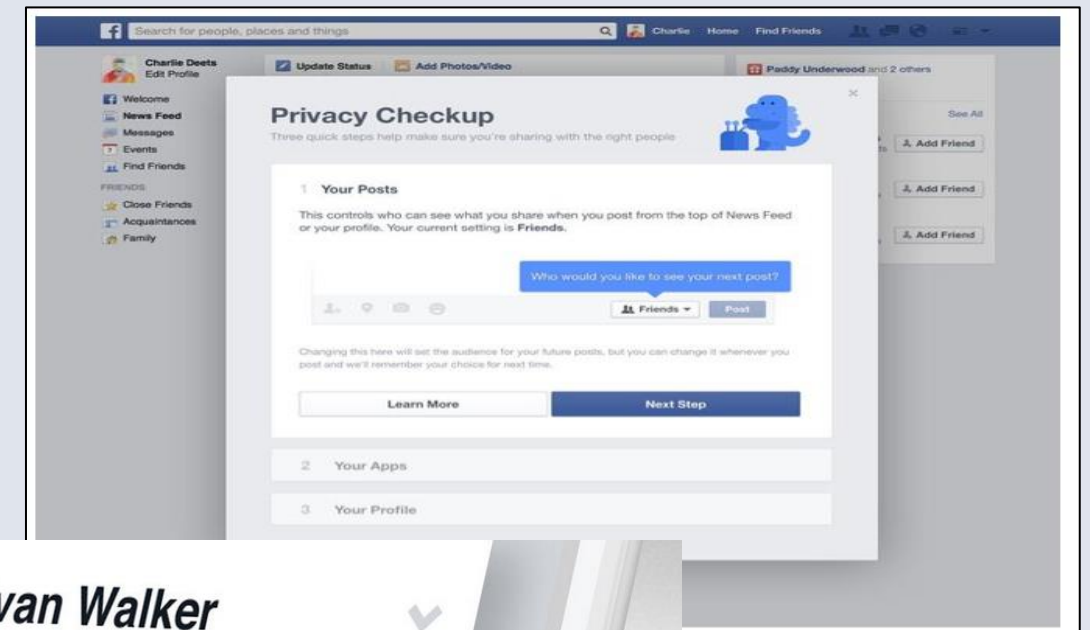 Search for people, places and things
Charlie Home Find Friends
Charlie Deets
Edit Profile
Welcome
News Feed
Messages
Events
Find Friends
FRIENDS
Close Friends
Acquaintances
Family
Update Status Add Photos/Video
Paddy Underwood and 2 others
See All
Add Friend
Add Friend
Add Friend
Privacy Checkup
Three quick steps help make sure you're sharing with the right people
1 Your Posts
This controls who can see what you share when you post from the top of News Feed
or your profile. Your current setting is Friends.
Who would you like to see your next post?
Friends Post
Changing this here will set the audience for your future posts, but you can change it whenever you
post and we'll remember your choice for next time.
Learn More Next Step
2 Your Apps
3 Your Profile
Walker